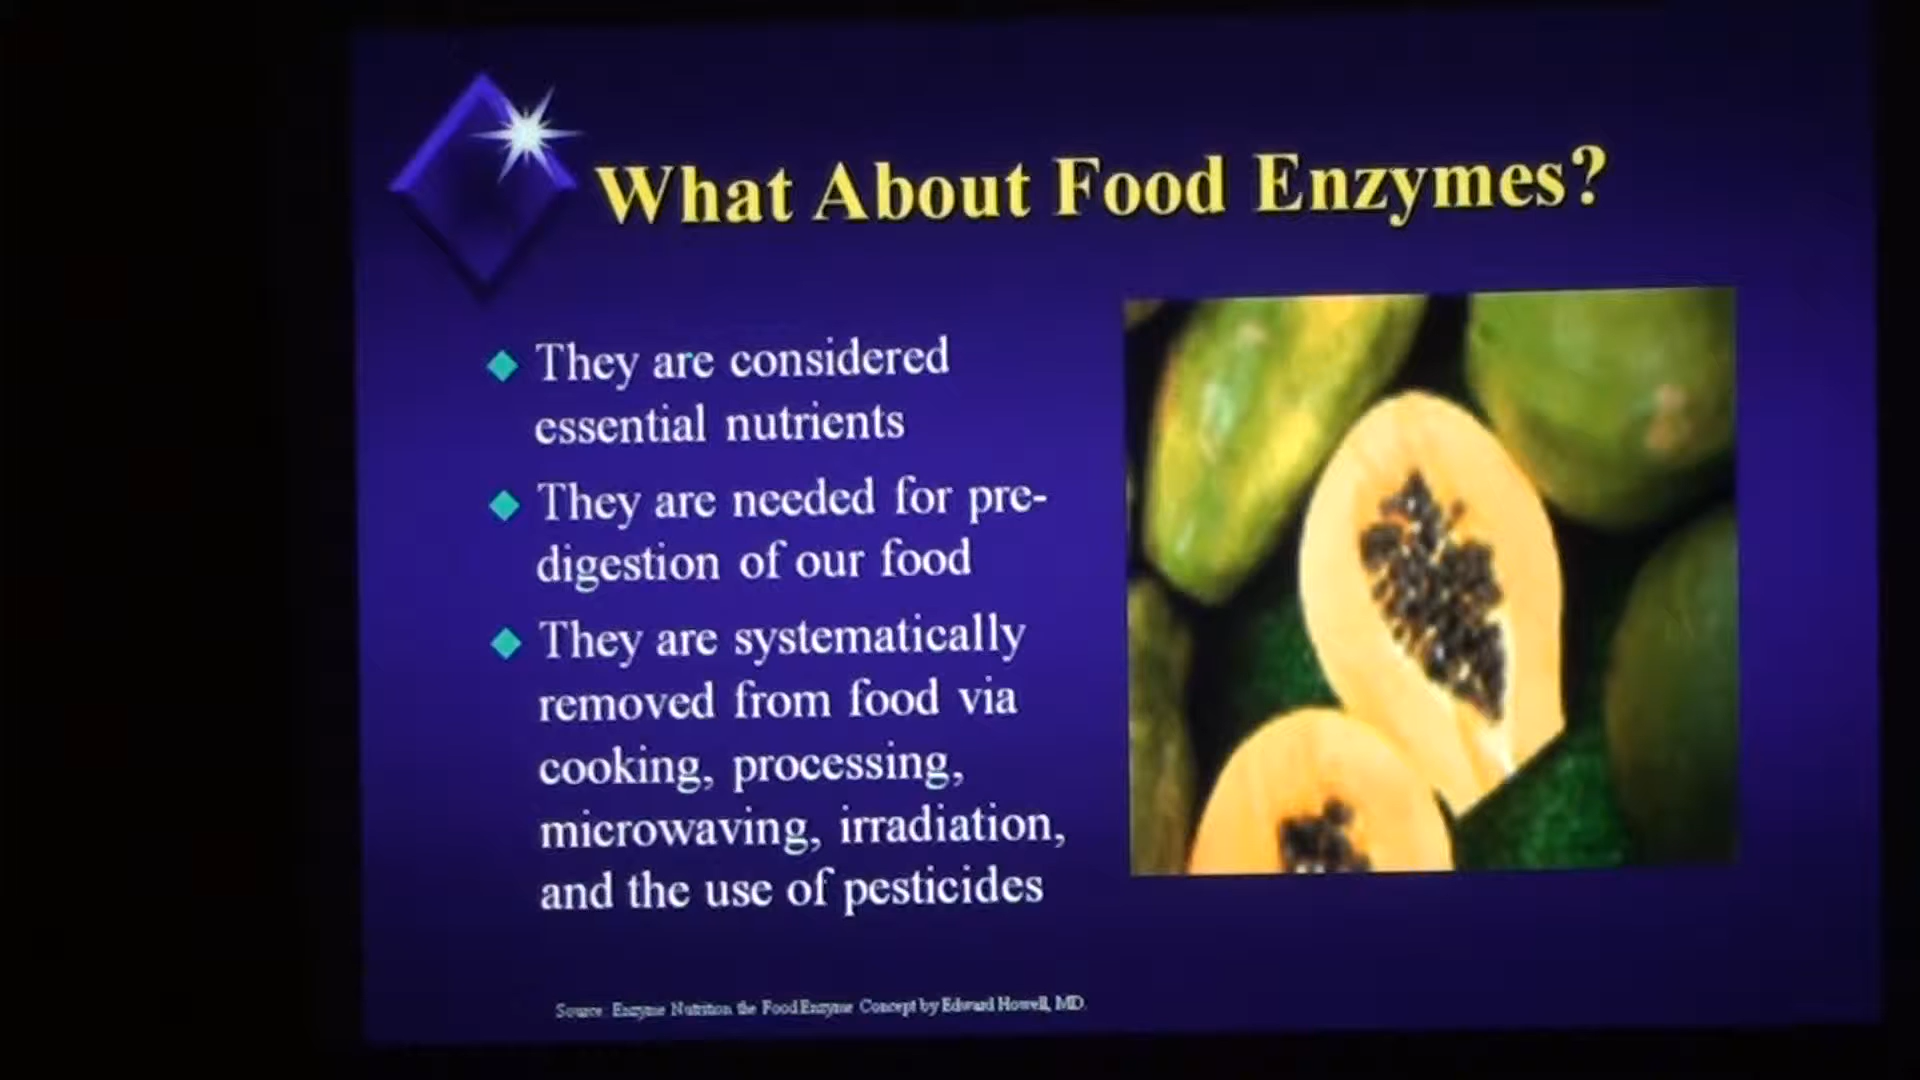 What About Food Enzymes?
They are considered
essential nutrients
They are needed for pre-
digestion of our food
They are systematically
removed from food via
cooking, processing,
microwaving, irradiation,
and the use of pesticides
Source: Enzyme Nutrition the Food Enzyme Concept by Edward Howell, MD.